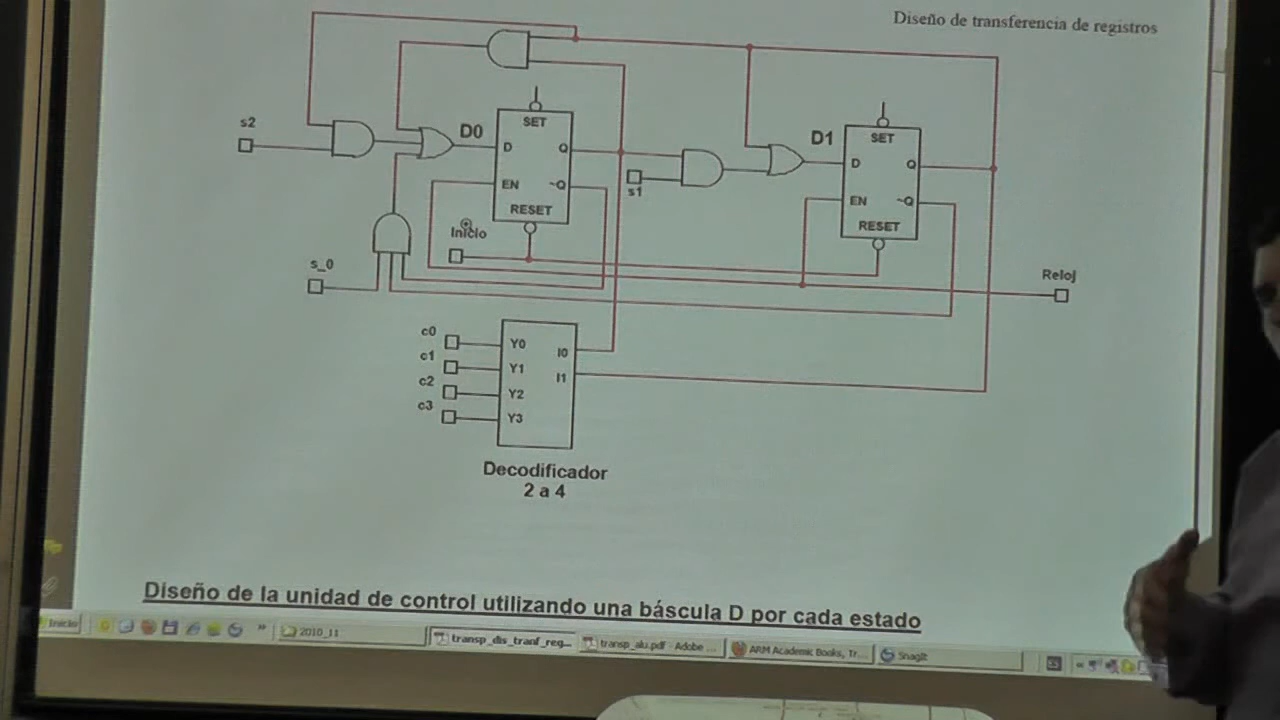 Diseño de transferencia de registros
s2
D0
SET
D
Q
EN
~Q
RESET
Inicio
s_0
s1
D1
SET
D
Q
EN
~Q
RESET
Reloj
c0
c1
c2
c3
Y0
Y1
Y2
Y3
I0
I1
Decodificador
2 a 4
Diseño de la unidad de control utilizando una báscula D por cada estado
Inicio
2010_11
transp_dis_tranf_reg...
transp_alu.pdf - Adobe ...
ARM Academic Books, Tr...
SnagIt